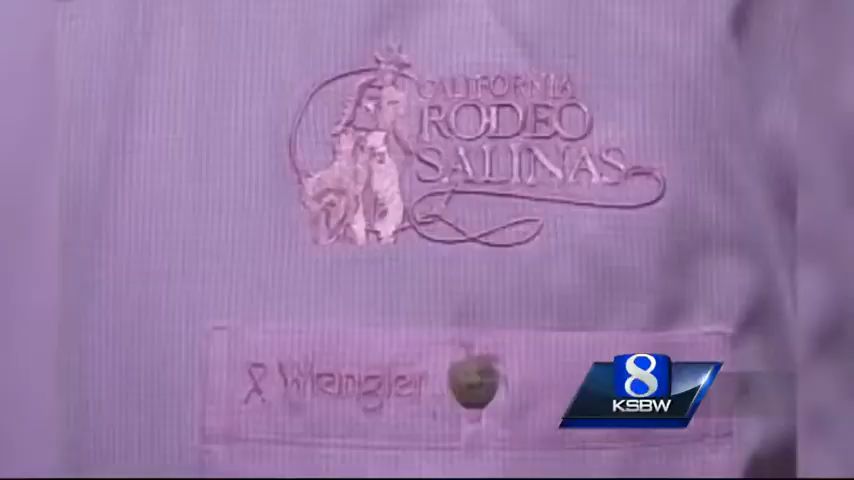 CALIFORNIA
RODEO
SALINAS
Wrangler
8
KSBW